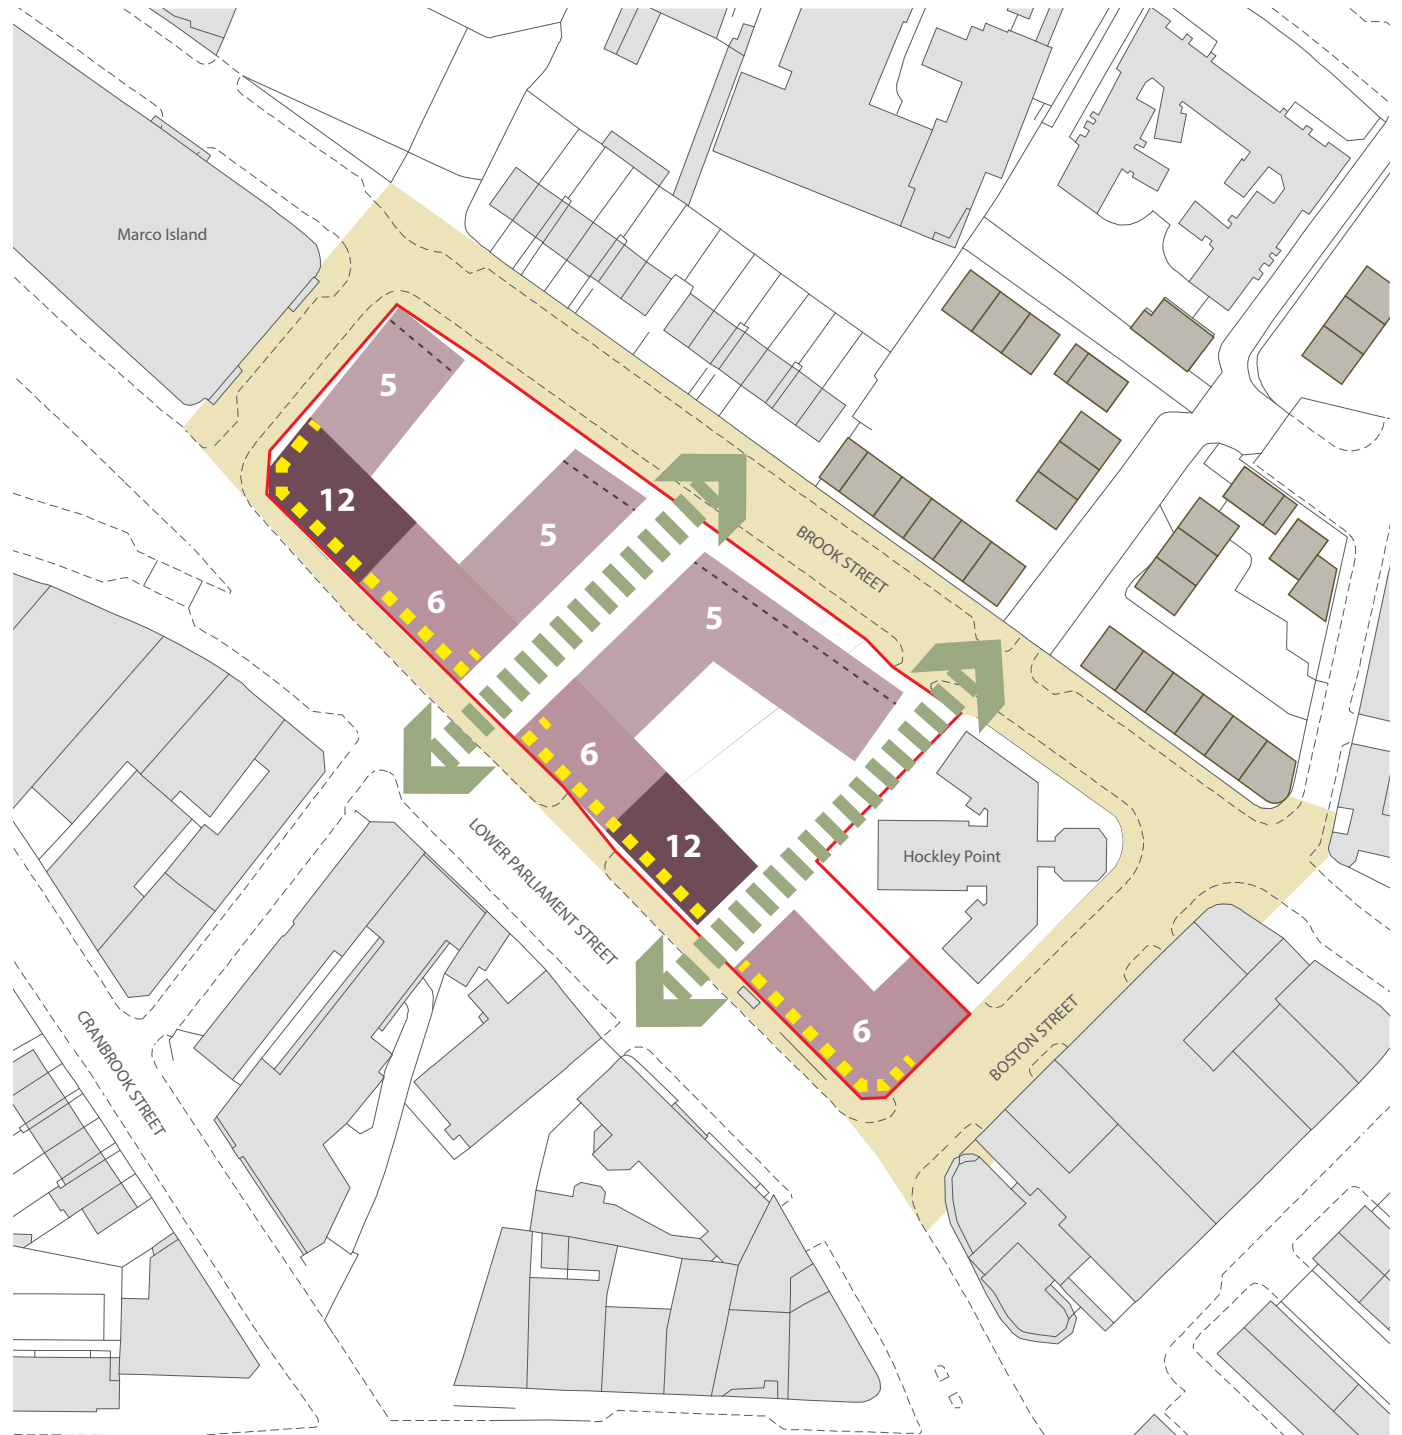 Marco Island
5
12
5
BROOK STREET
6
5
6
12
LOWER PARLIAMENT STREET
Hockley Point
6
BOSTON STREET
CRANBROOK STREET